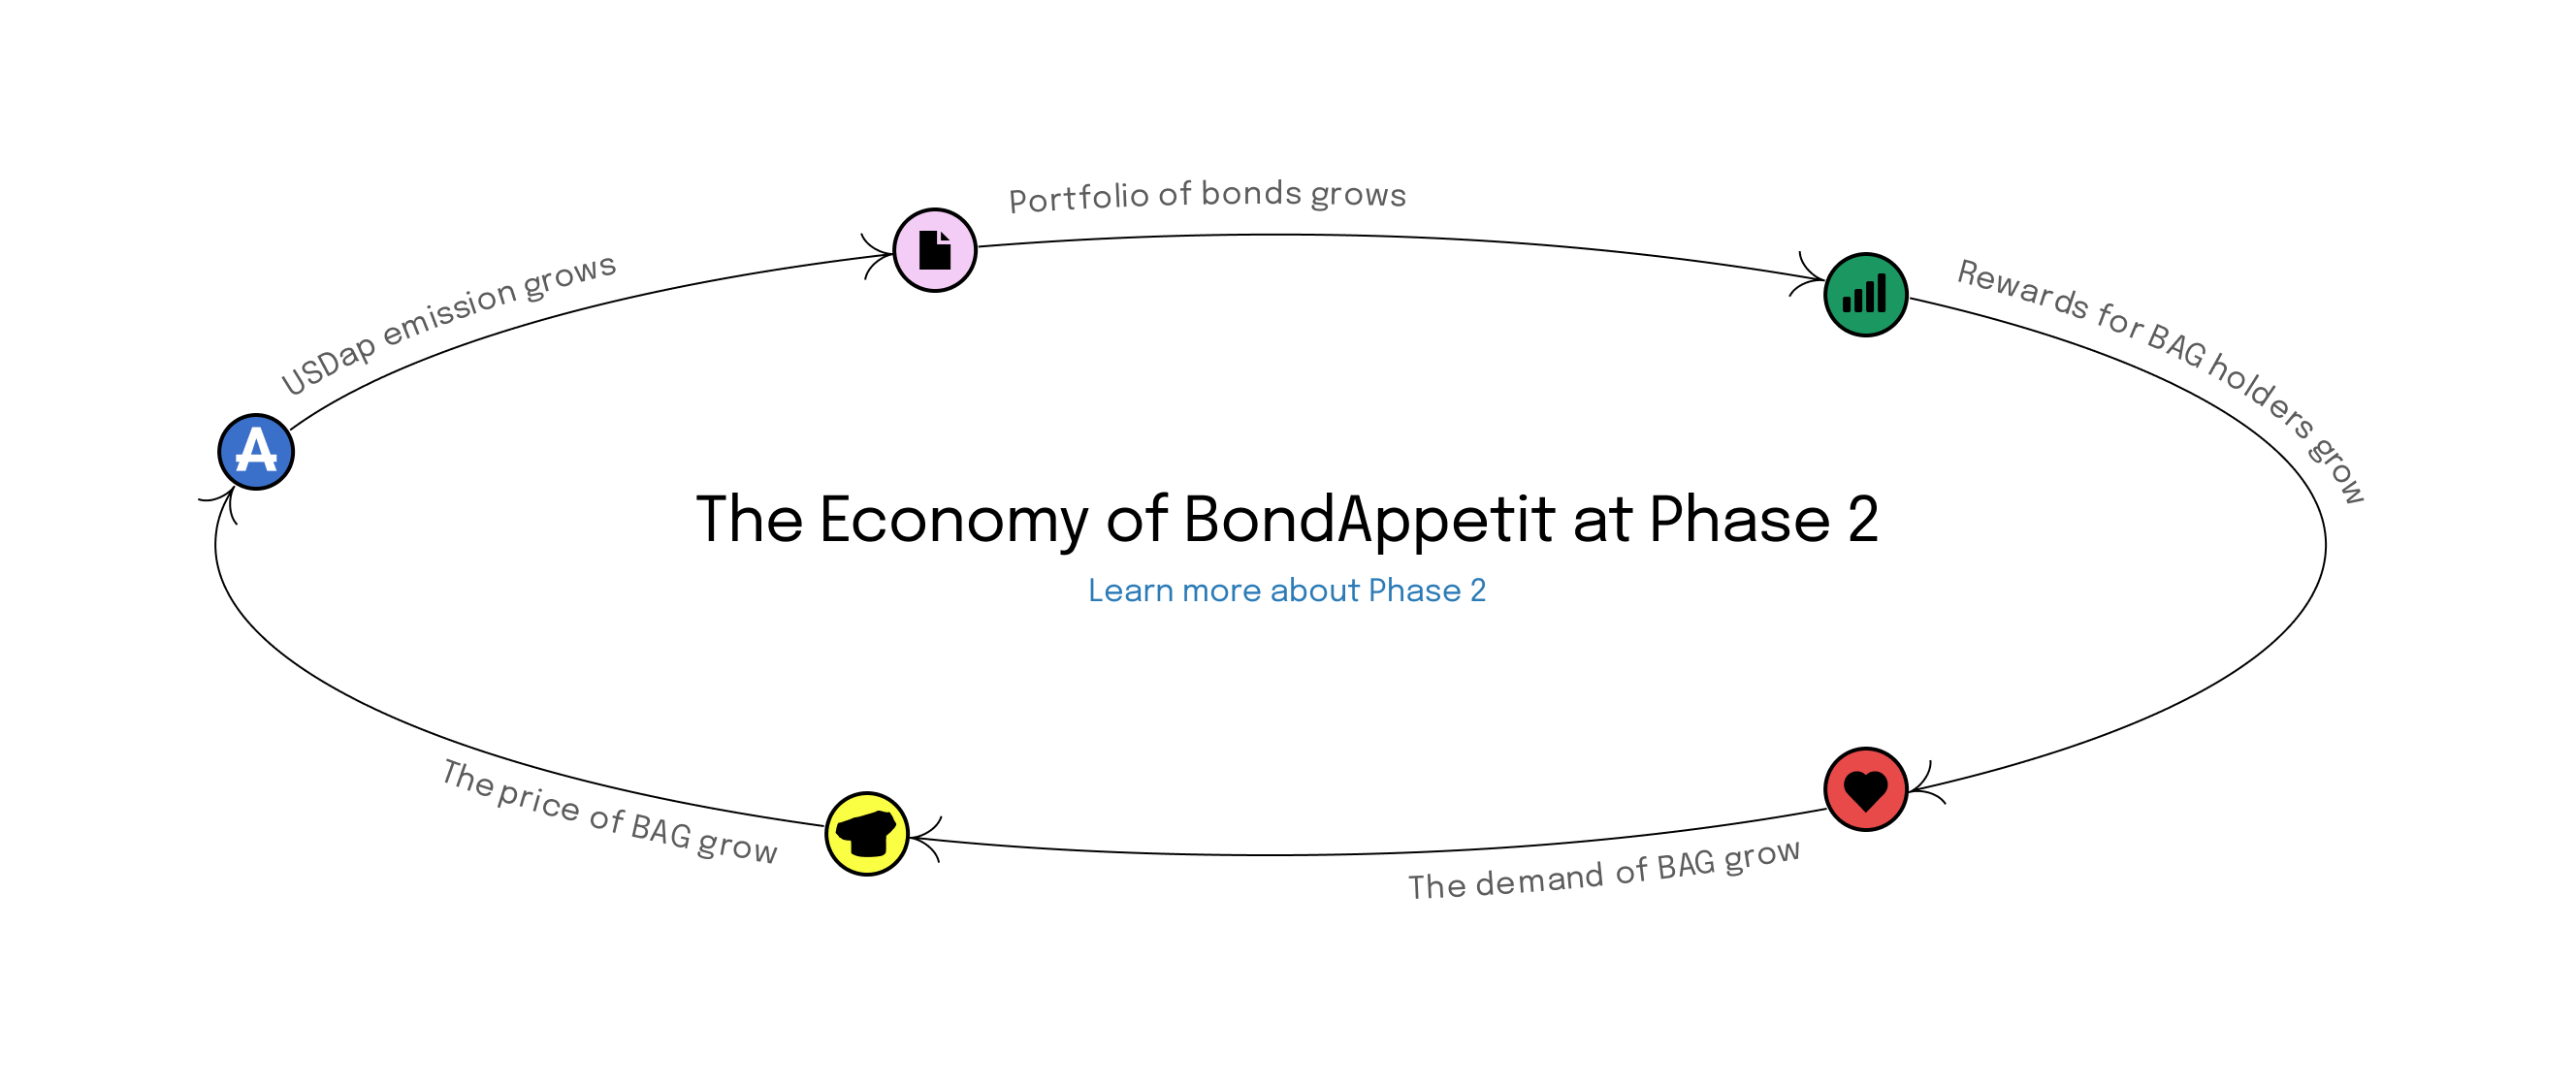 Portfolio of bonds grows
USDap emission grows
Rewards for BAG holders grow
The Economy of BondAppetit at Phase 2
Learn more about Phase 2
The price of BAG grow
The demand of BAG grow